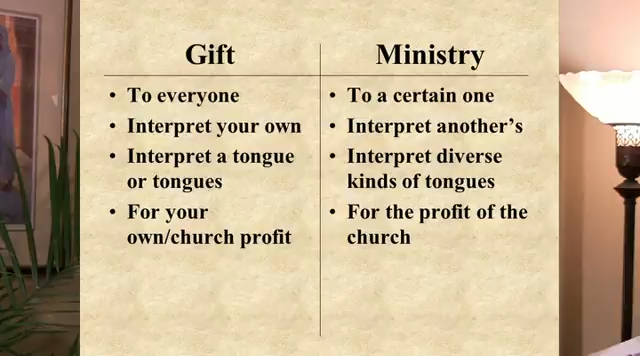 Gift
• To everyone
• Interpret your own
• Interpret a tongue
or tongues
• For your
own/church profit
Ministry
• To a certain one
• Interpret another's
• Interpret diverse
kinds of tongues
• For the profit of the
church